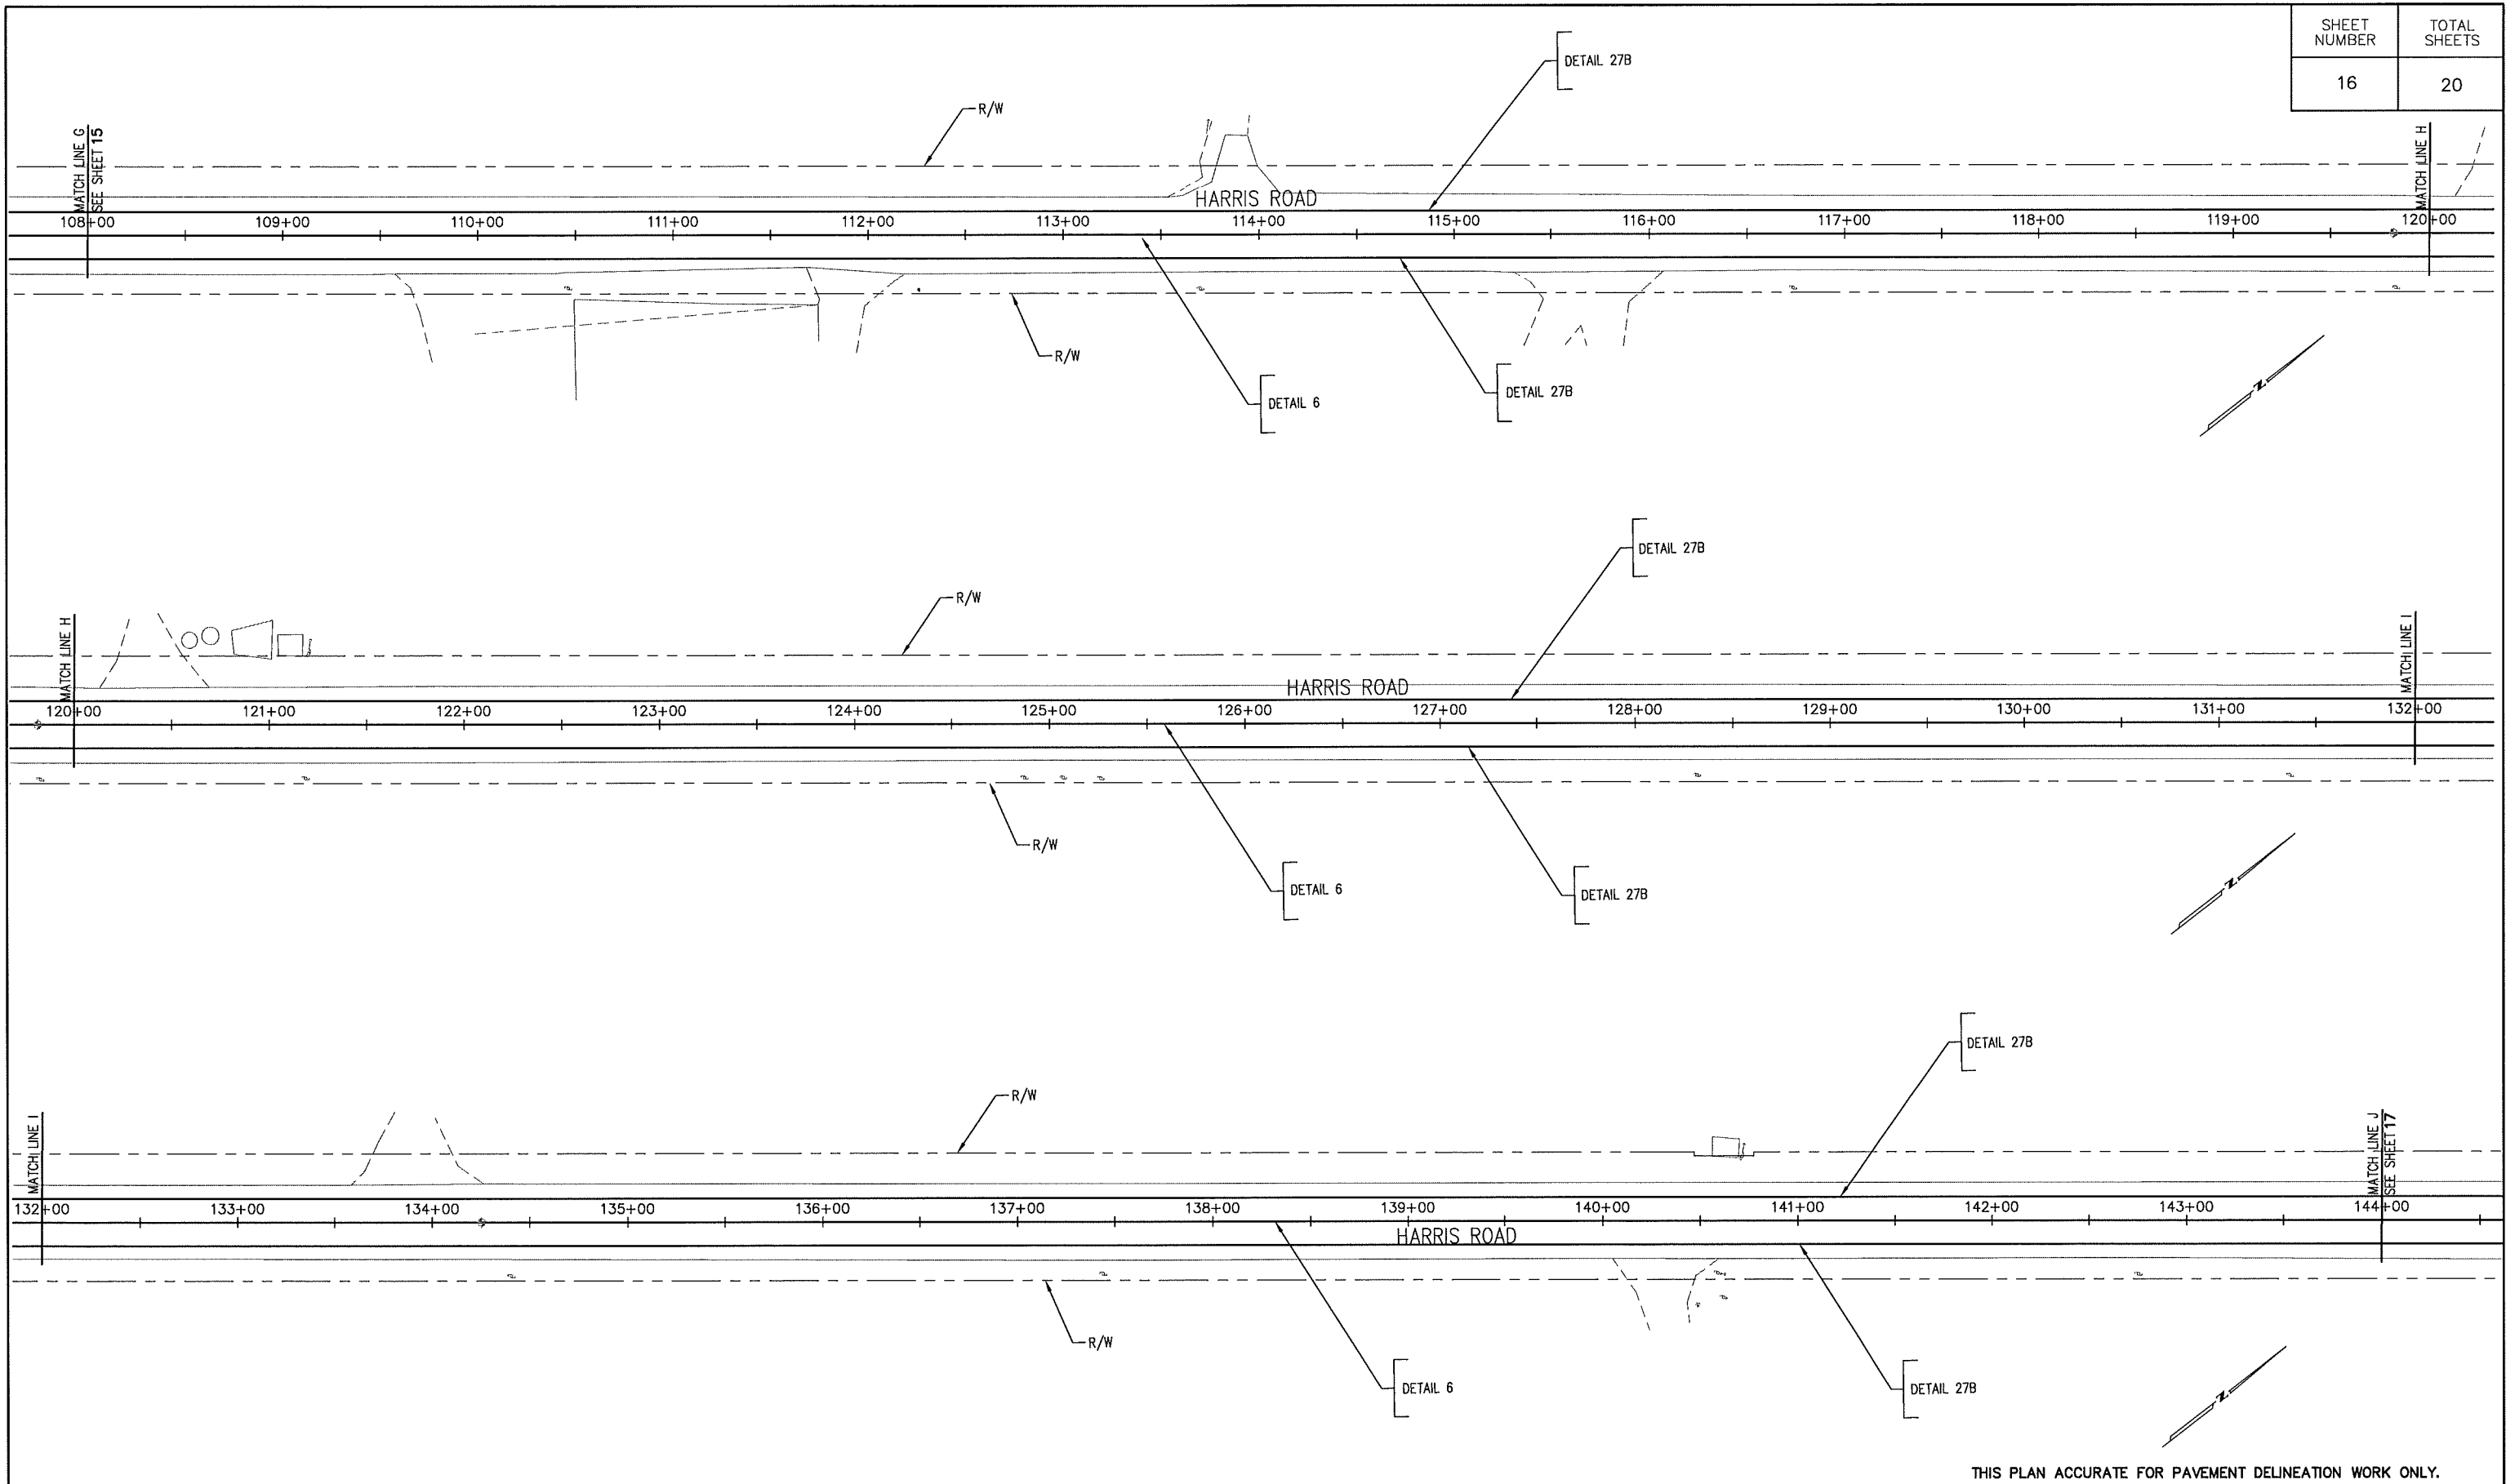 SHEET NUMBER
TOTAL SHEETS
16
20
DETAIL 27B
R/W
MATCH LINE G
SEE SHEET 15
MATCH LINE H
HARRIS ROAD
108+00
109+00
110+00
111+00
112+00
113+00
114+00
115+00
116+00
117+00
118+00
119+00
120+00
R/W
DETAIL 6
DETAIL 27B
N
DETAIL 27B
R/W
MATCH LINE H
MATCH LINE I
HARRIS ROAD
120+00
121+00
122+00
123+00
124+00
125+00
126+00
127+00
128+00
129+00
130+00
131+00
132+00
R/W
DETAIL 6
DETAIL 27B
N
DETAIL 27B
R/W
MATCH LINE I
MATCH LINE J
SEE SHEET 17
132+00
133+00
134+00
135+00
136+00
137+00
138+00
139+00
140+00
141+00
142+00
143+00
144+00
HARRIS ROAD
R/W
DETAIL 6
DETAIL 27B
N
THIS PLAN ACCURATE FOR PAVEMENT DELINEATION WORK ONLY.